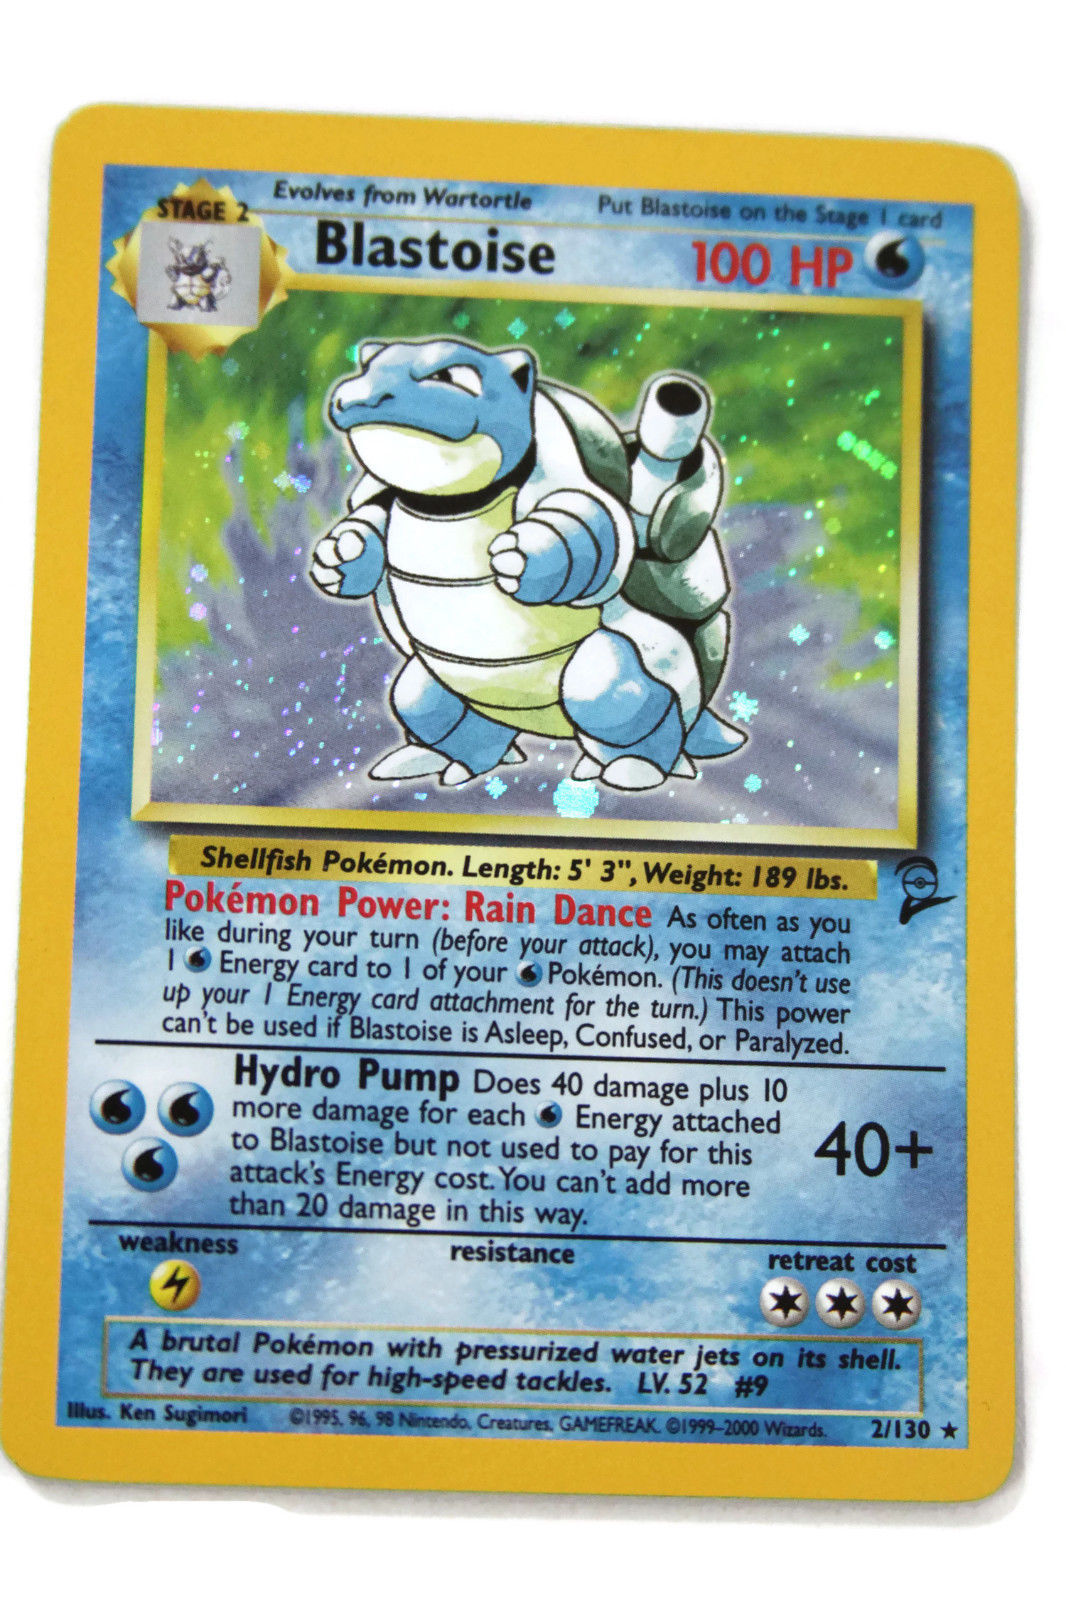 Evolves from Wartortle Put Blastoise on the Stage 1 card
STAGE 2
Blastoise 100 HP
Shellfish Pokémon. Length: 5' 3", Weight: 189 lbs.
Pokémon Power: Rain Dance As often as you
like during your turn (before your attack), you may attach
1 Energy card to 1 of your Pokémon. (This doesn't use
up your 1 Energy card attachment for the turn.) This power
can't be used if Blastoise is Asleep, Confused, or Paralyzed.
Hydro Pump Does 40 damage plus 10
more damage for each Energy attached
to Blastoise but not used to pay for this
attack's Energy cost. You can't add more
than 20 damage in this way.
40+
weakness resistance retreat cost
A brutal Pokémon with pressurized water jets on its shell.
They are used for high-speed tackles. LV. 52 #9
Illus. Ken Sugimori ©1995, 96, 98 Nintendo, Creatures, GAMEFREAK. ©1999–2000 Wizards. 2/130 ★